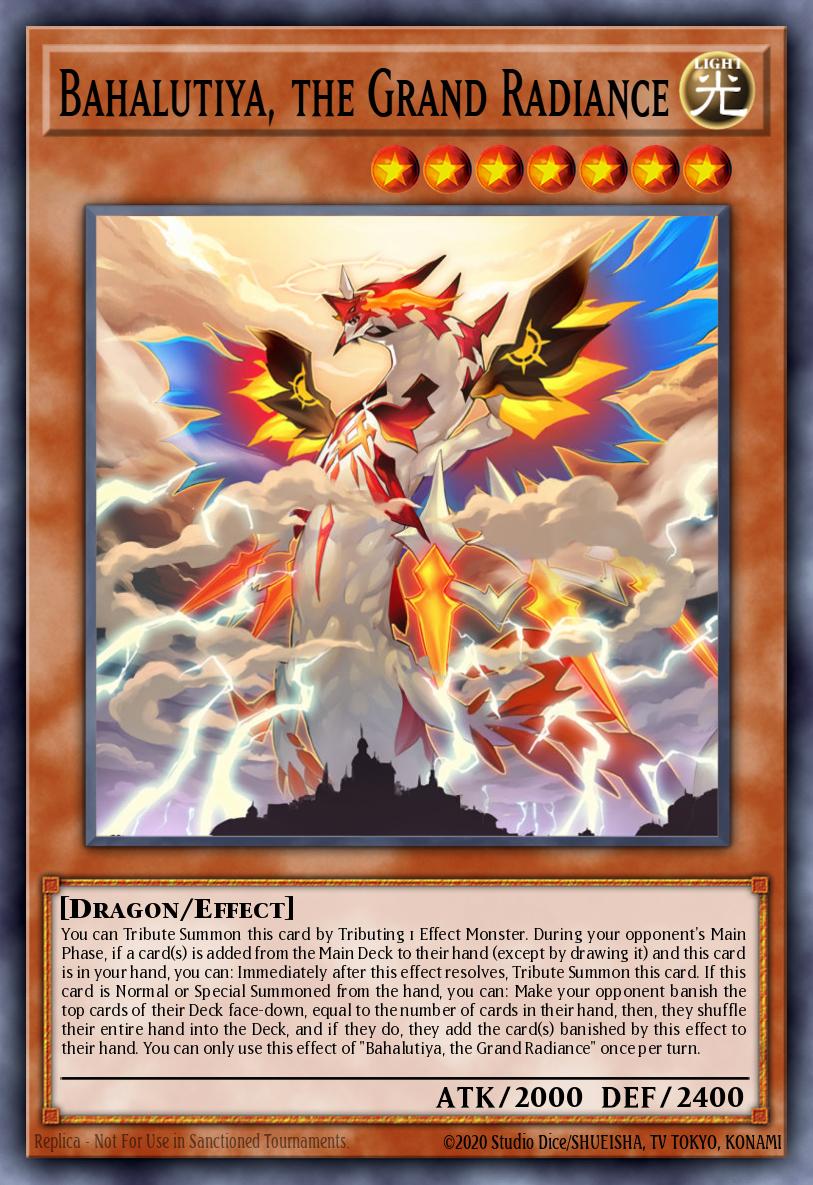 Bahalutiya, the Grand Radiance
LIGHT
光
[Dragon/Effect]
You can Tribute Summon this card by Tributing 1 Effect Monster. During your opponent's Main
Phase, if a card(s) is added from the Main Deck to their hand (except by drawing it) and this card
is in your hand, you can: Immediately after this effect resolves, Tribute Summon this card. If this
card is Normal or Special Summoned from the hand, you can: Make your opponent banish the
top cards of their Deck face-down, equal to the number of cards in their hand, then, they shuffle
their entire hand into the Deck, and if they do, they add the card(s) banished by this effect to
their hand. You can only use this effect of "Bahalutiya, the Grand Radiance" once per turn.
ATK/2000 DEF/2400
Replica - Not For Use in Sanctioned Tournaments.
©2020 Studio Dice/SHUEISHA, TV TOKYO, KONAMI